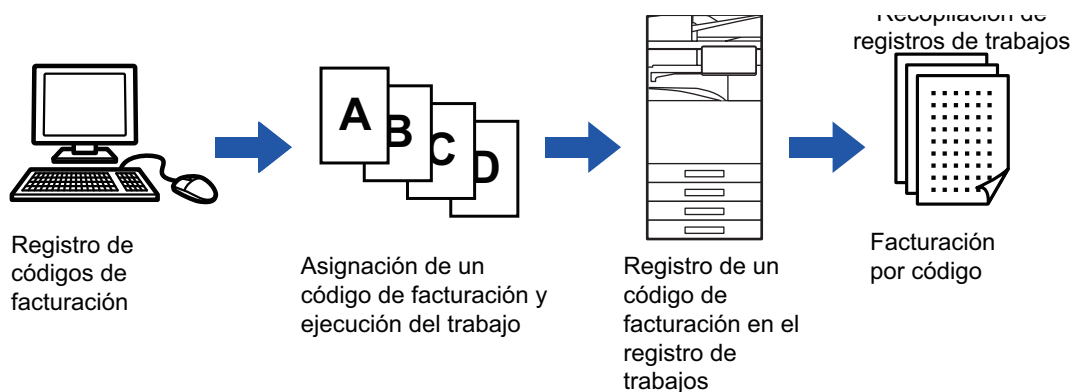 Recopilación de
registros de trabajos
A
B
C
D
Registro de
códigos de
facturación
Asignación de un
código de facturación y
ejecución del trabajo
Registro de un
código de
facturación en el
registro de
trabajos
Facturación
por código